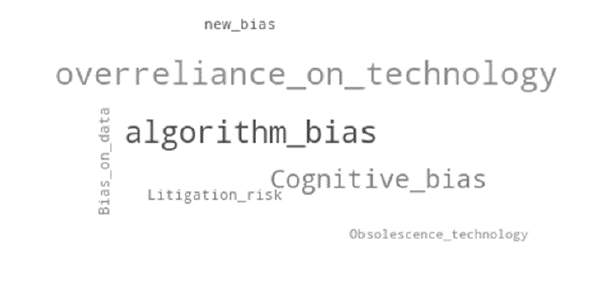 new_bias
overreliance_on_technology
Bias_on_data
algorithm_bias
Cognitive_bias
Litigation_risk
Obsolescence_technology